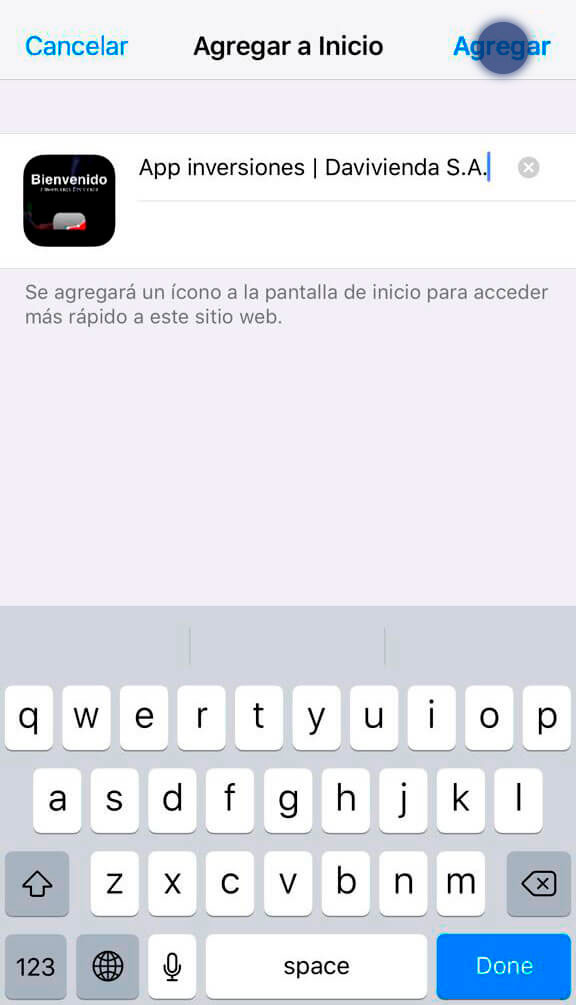 Cancelar
Agregar a Inicio
Agregar
Bienvenido
App inversiones | Davivienda S.A.
Se agregará un ícono a la pantalla de inicio para acceder
más rápido a este sitio web.
q w e r t y u i o p
a s d f g h j k l
z x c v b n m
123 space Done